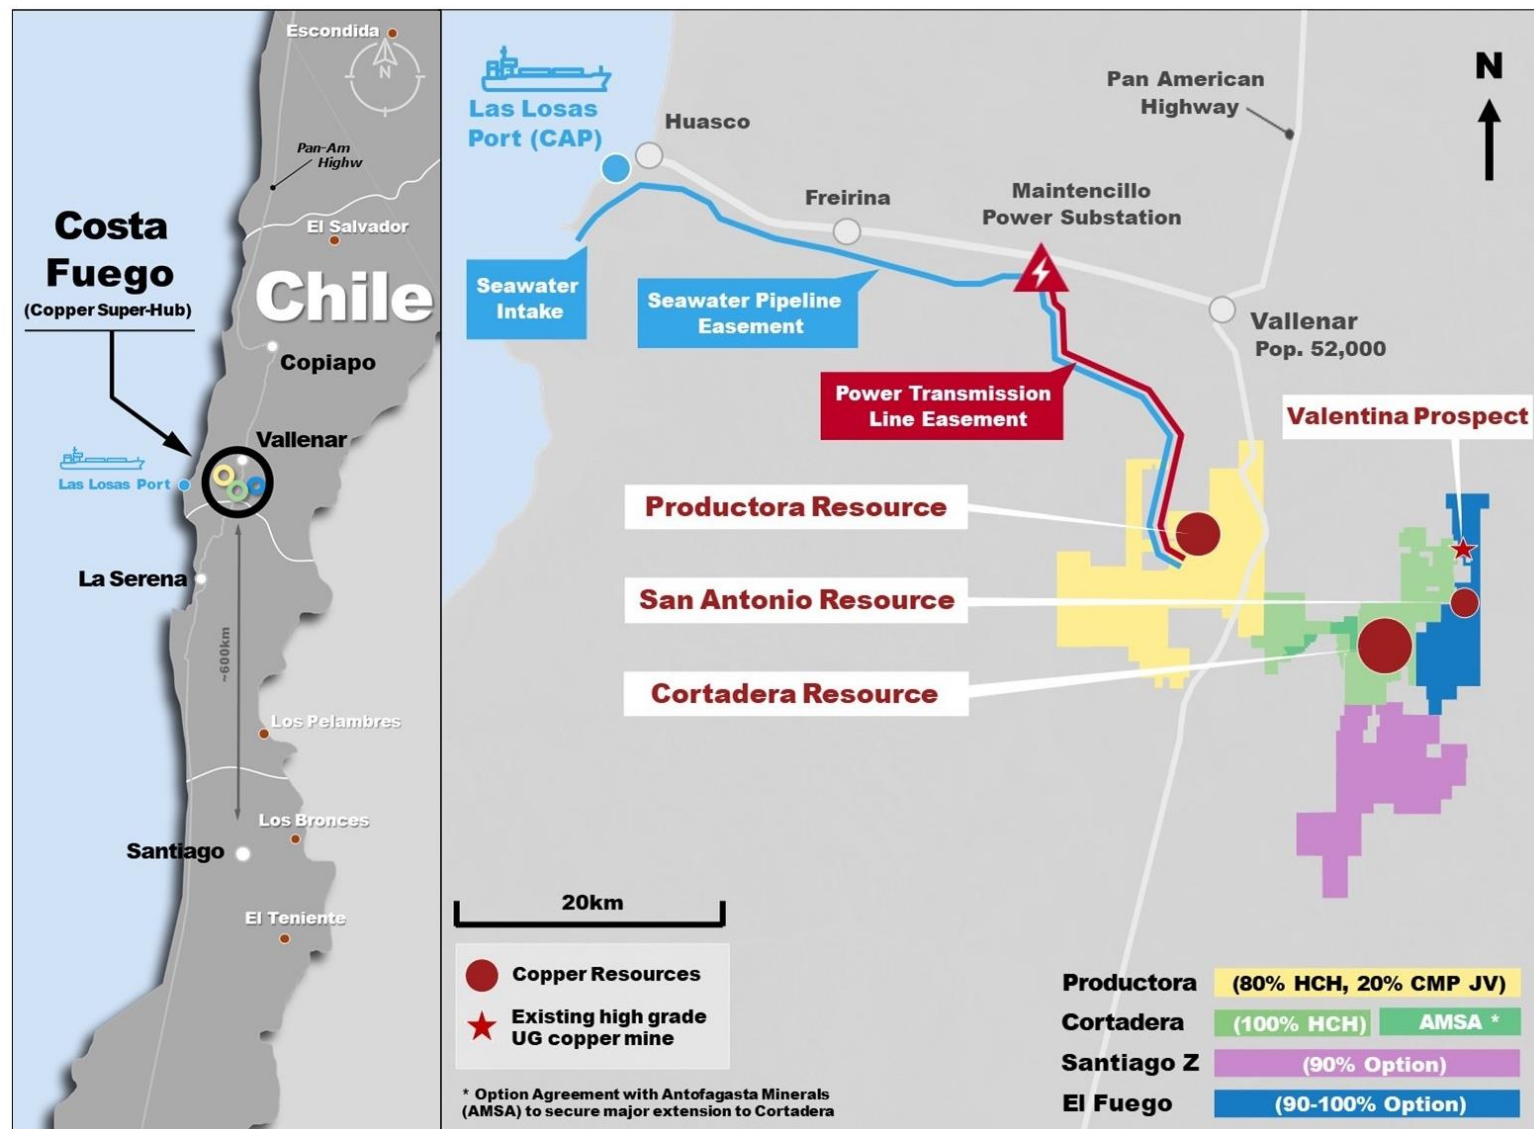 Escondida
N
Pan-Am
Highw
Costa
Fuego
(Copper Super-Hub)
El Salvador
Chile
Copiapo
Vallenar
Las Losas Port
La Serena
~600km
Los Pelambres
Los Bronces
Santiago
El Teniente
Las Losas
Port (CAP)
Huasco
Pan American
Highway
N
Freirina
Maintencillo
Power Substation
Seawater
Intake
Seawater Pipeline
Easement
Vallenar
Pop. 52,000
Power Transmission
Line Easement
Valentina Prospect
Productora Resource
San Antonio Resource
Cortadera Resource
20km
Copper Resources
Existing high grade
UG copper mine
* Option Agreement with Antofagasta Minerals
(AMSA) to secure major extension to Cortadera
Productora (80% HCH, 20% CMP JV)
Cortadera (100% HCH) AMSA *
Santiago Z (90% Option)
El Fuego (90-100% Option)